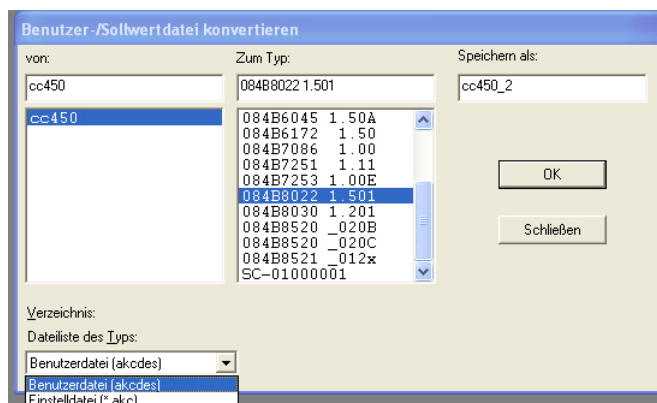 Benutzer-/Sollwertdatei konvertieren
von:
Zum Typ:
Speichern als:
cc450
084B8022 1.501
cc450_2
cc450
084B6045 1.50A
084B6172 1.50
084B7086 1.00
084B7251 1.11
084B7253 1.00E
084B8022 1.501
084B8030 1.201
084B8520 _020B
084B8520 _020C
084B8521 _012x
SC-01000001
OK
Schließen
Verzeichnis:
Dateiliste des Typs:
Benutzerdatei (akcdes)
Benutzerdatei (akcdes)
Einstelldatei (*.akc)